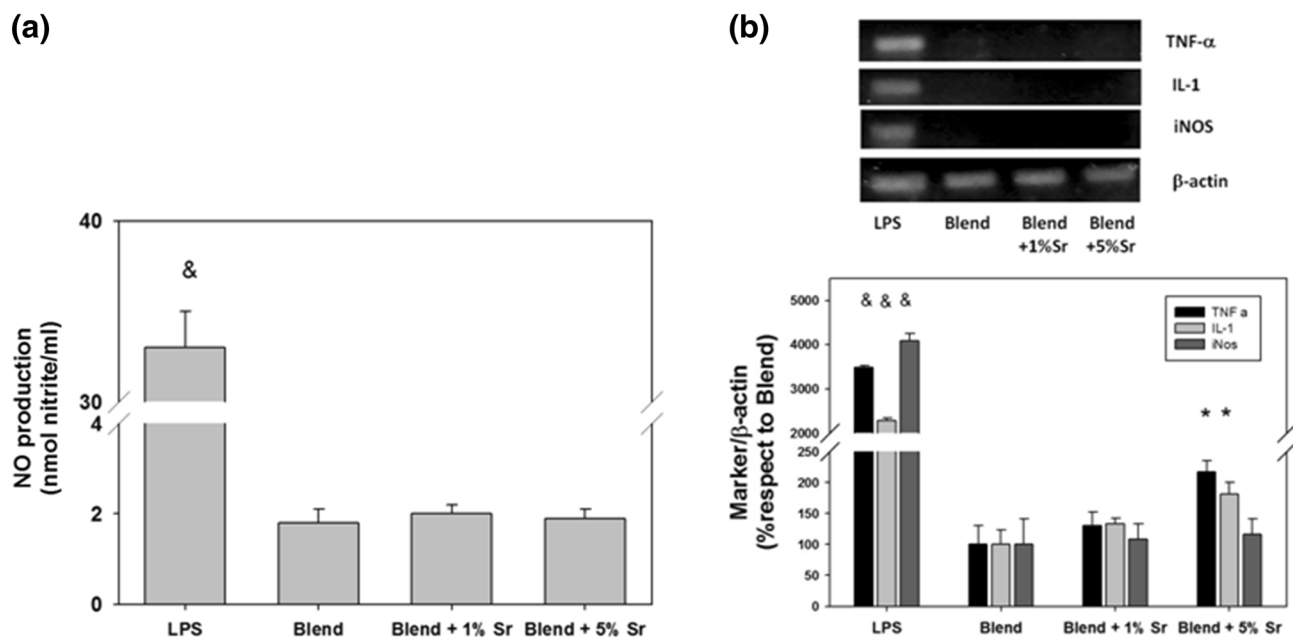 (a)
40
30
4
2
0
NO production
(nmol nitrite/ml)
&
LPS
Blend
Blend + 1% Sr
Blend + 5% Sr
(b)
TNF-α
IL-1
iNOS
β-actin
LPS
Blend
Blend
+1%Sr
Blend
+5%Sr
5000
4000
3000
2000
250
200
150
100
50
0
Marker/β-actin
(%respect to Blend)
& & &
TNF a
IL-1
iNos
* *
LPS
Blend
Blend + 1% Sr
Blend + 5% Sr